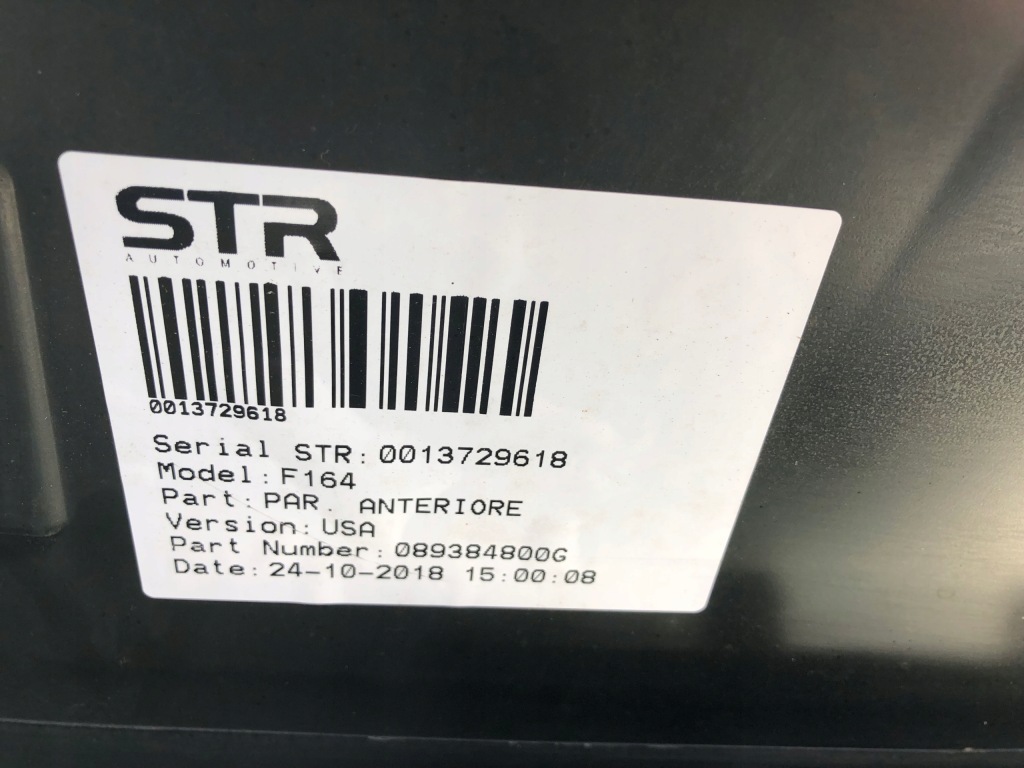 STR
AUTOMOTIVE
0013729618
Serial STR: 0013729618
Model: F164
Part: PAR. ANTERIORE
Version: USA
Part Number: 089384800G
Date: 24-10-2018 15:00:08